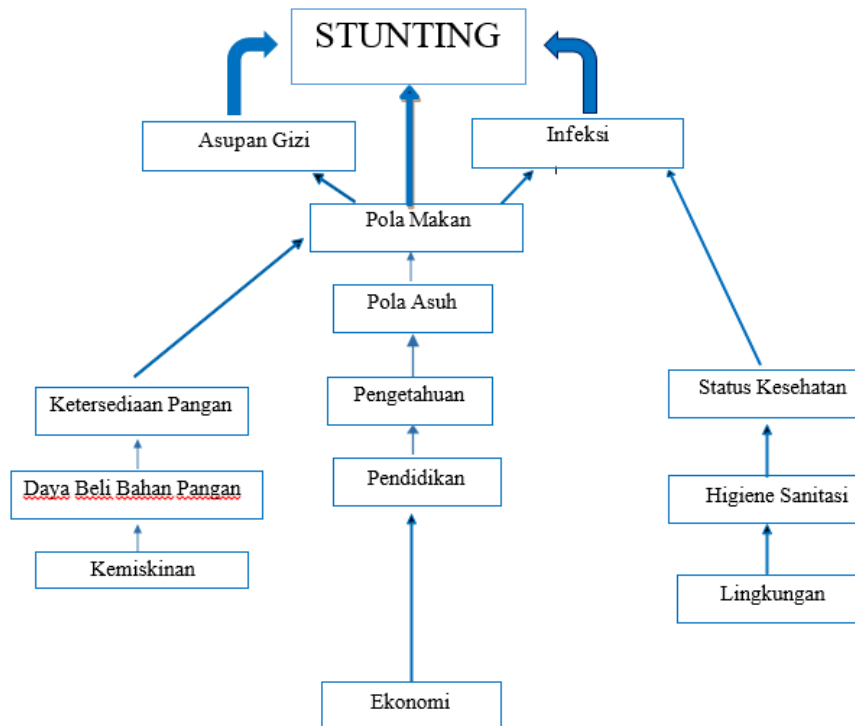 STUNTING
Asupan Gizi
Infeksi
Pola Makan
Pola Asuh
Ketersediaan Pangan
Pengetahuan
Status Kesehatan
Daya Beli Bahan Pangan
Pendidikan
Higiene Sanitasi
Kemiskinan
Lingkungan
Ekonomi